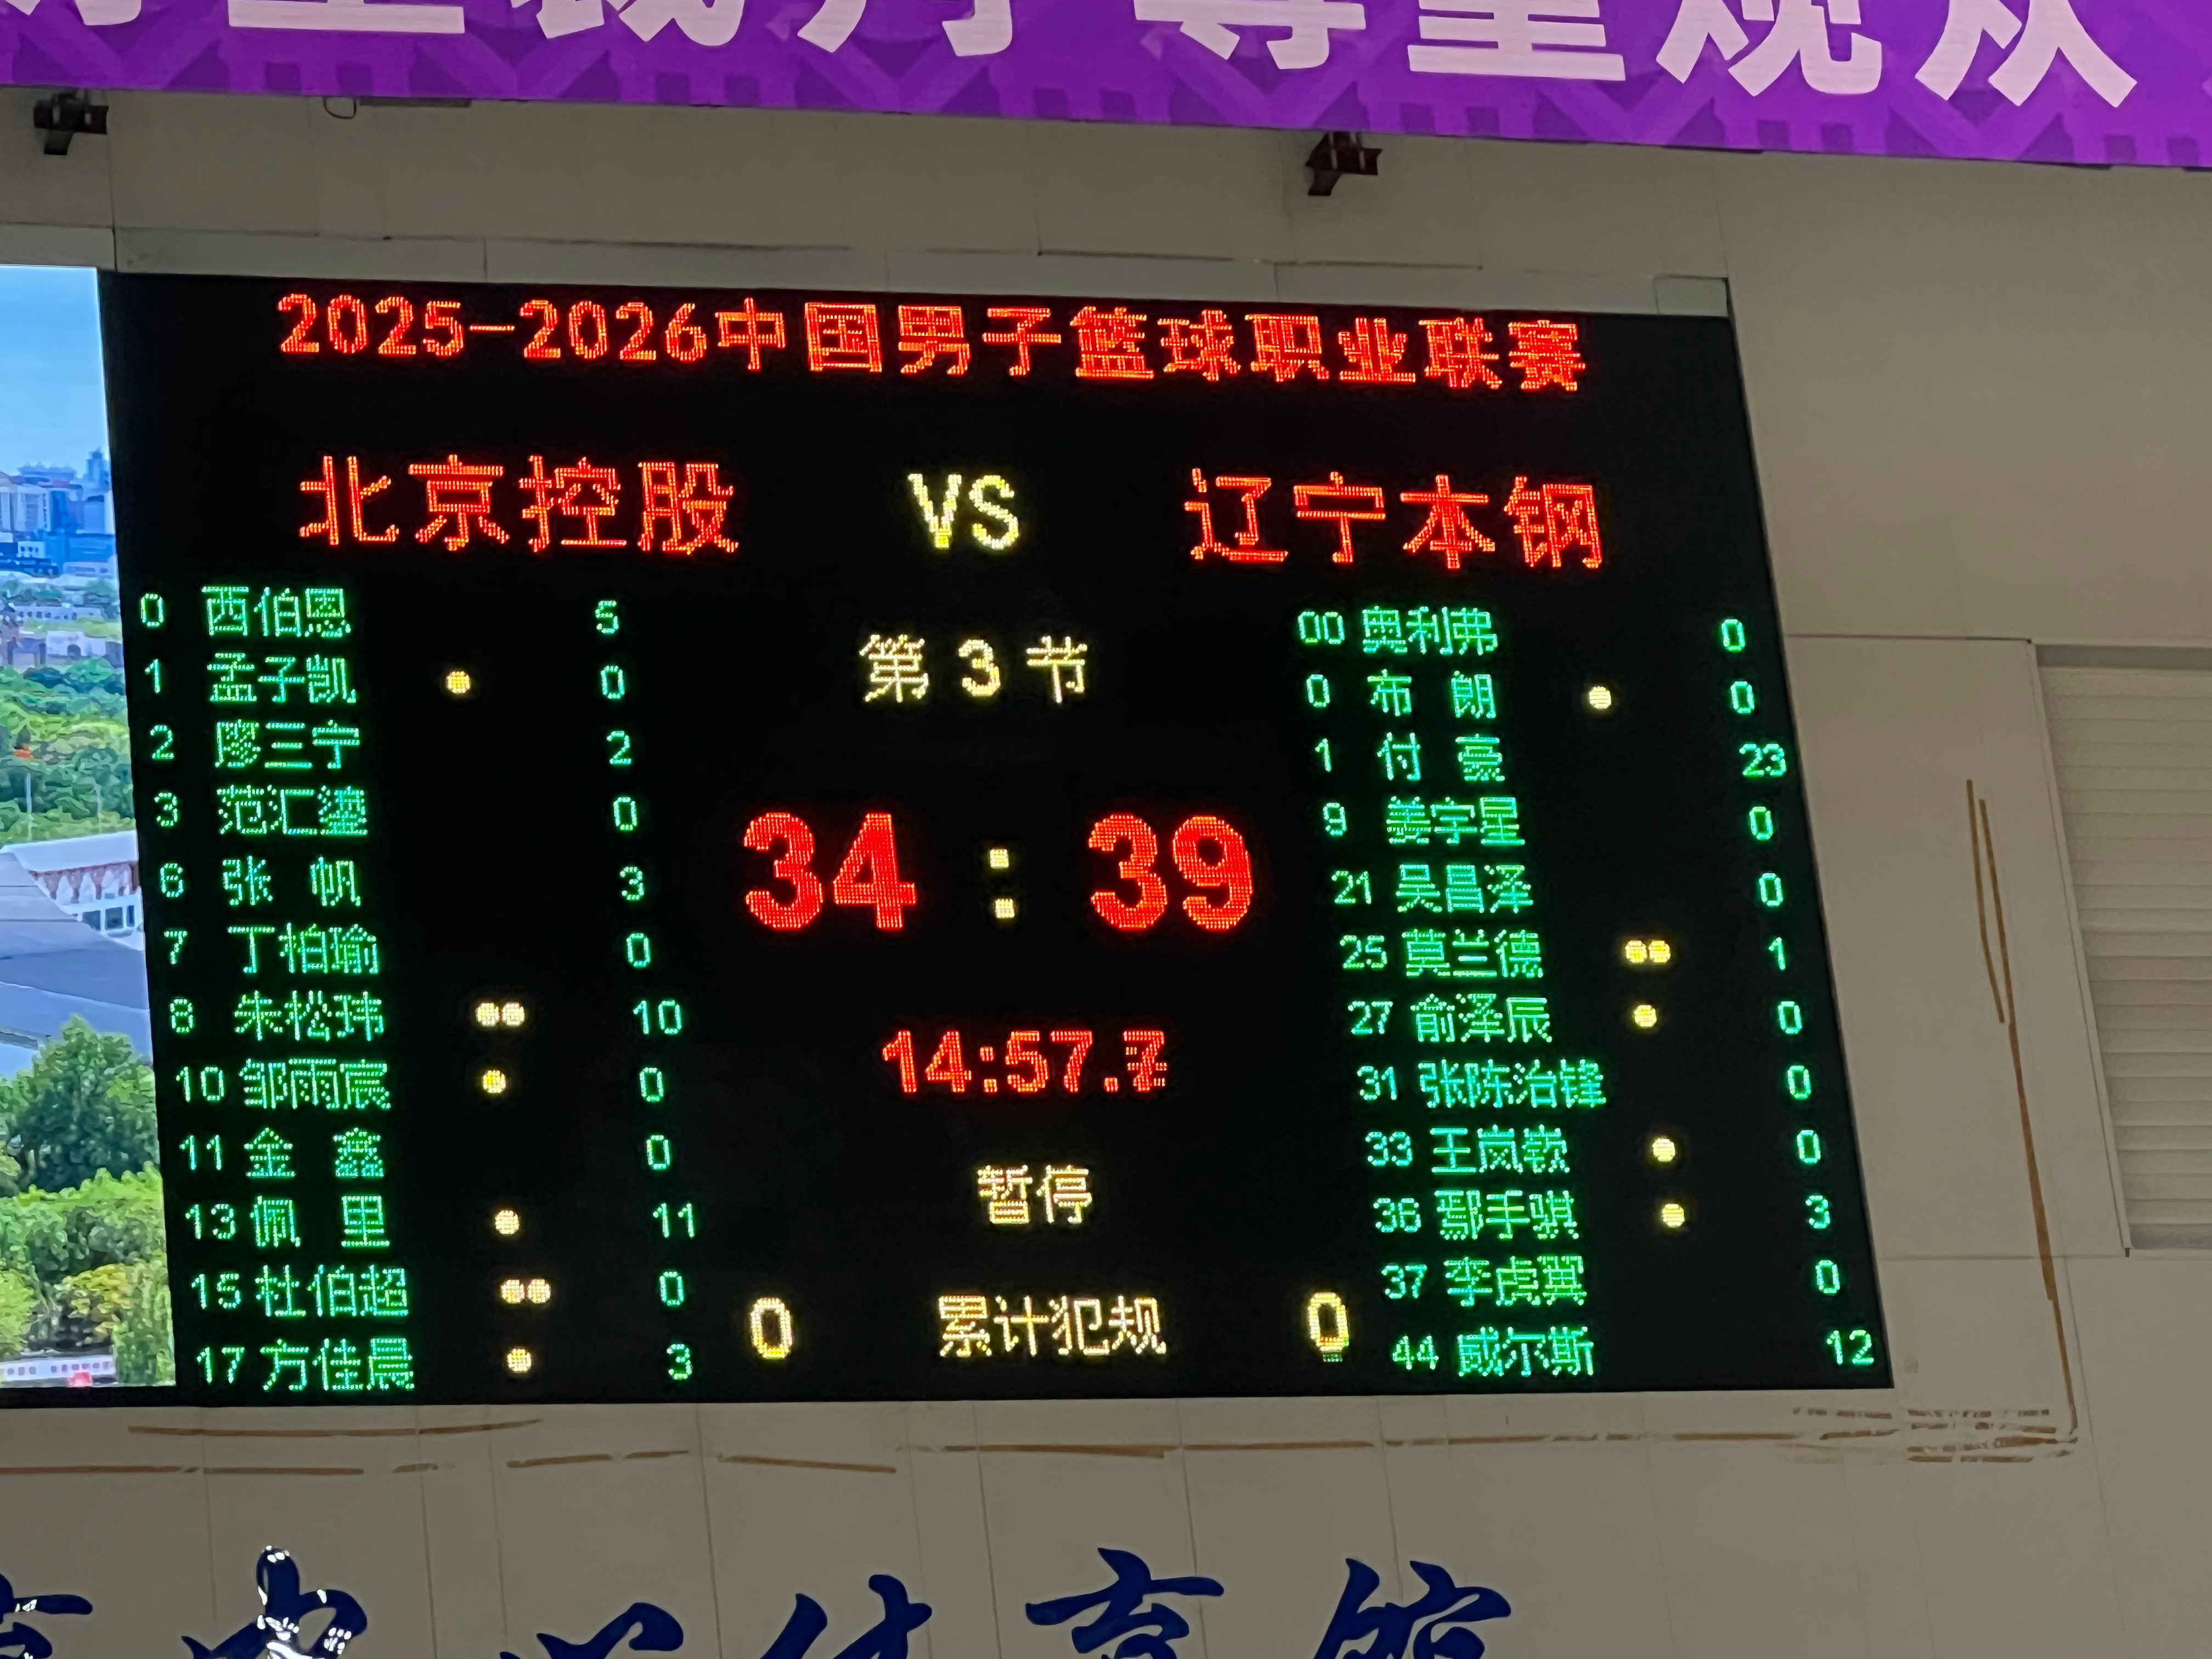 尊重观众
2025-2026中国男子篮球职业联赛
北京控股 VS 辽宁本钢
0 西伯恩 5
1 孟子凯 0
2 廖三宁 2
3 范汇鎏 0
6 张 帆 3
7 丁柏瑜 0
8 朱松玮 10
10 邹雨宸 0
11 金 鑫 0
13 佩 里 11
15 杜伯超 0
17 方佳晨 3
第 3 节
34 : 39
14:57.
暂停
0 累计犯规 0
00 奥利弗 0
0 布 朗 0
1 付 豪 23
9 姜宇星 0
21 吴昌泽 0
25 莫兰德 1
27 俞泽辰 0
31 张陈治锋 0
33 王岚嵚 0
36 鄢手骐 3
37 李虎翼 0
44 威尔斯 12
体育馆